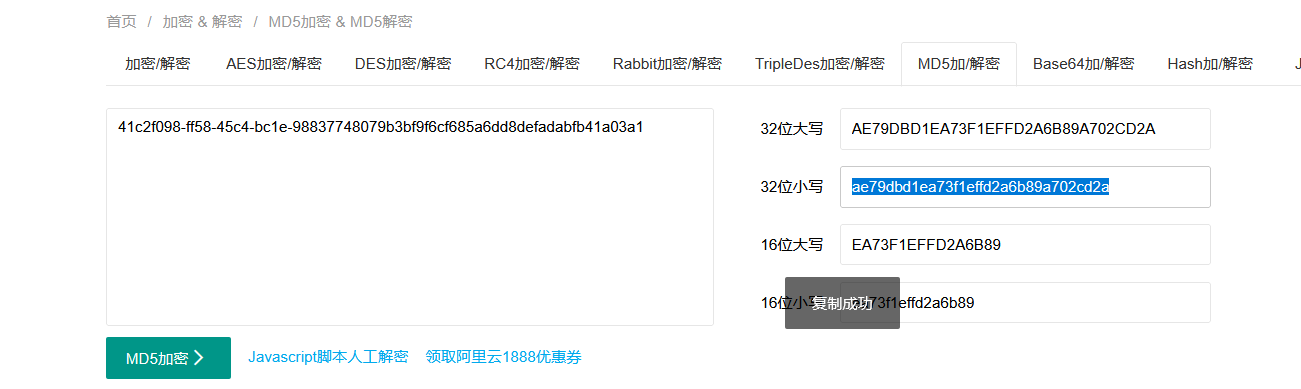 首页 / 加密 & 解密 / MD5加密 & MD5解密
加密/解密 AES加密/解密 DES加密/解密 RC4加密/解密 Rabbit加密/解密 TripleDes加密/解密 MD5加/解密 Base64加/解密 Hash加/解密 J
41c2f098-ff58-45c4-bc1e-98837748079b3bf9f6cf685a6dd8defadabfb41a03a1
32位大写 AE79DBD1EA73F1EFFD2A6B89A702CD2A
32位小写 ae79dbd1ea73f1effd2a6b89a702cd2a
16位大写 EA73F1EFFD2A6B89
16位小写 ea73f1effd2a6b89
复制成功
MD5加密 Javascript脚本人工解密 领取阿里云1888优惠券